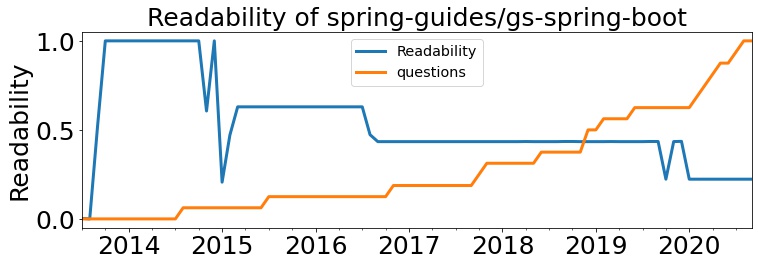 Readability of spring-guides/gs-spring-boot
Readability
questions
Readability
1.0
0.5
0.0
2014 2015 2016 2017 2018 2019 2020